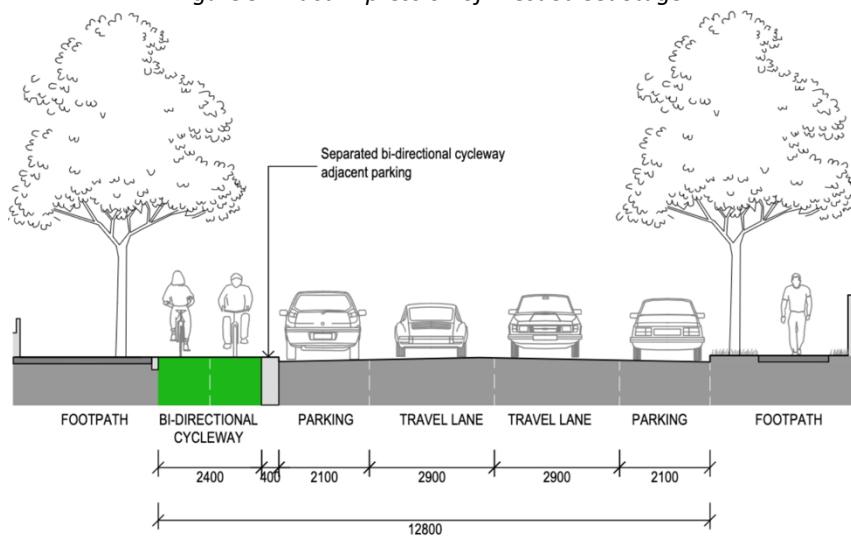 Separated bi-directional cycleway
adjacent parking
FOOTPATH
BI-DIRECTIONAL
CYCLEWAY
PARKING
TRAVEL LANE
TRAVEL LANE
PARKING
FOOTPATH
2400
400
2100
2900
2900
2100
12800